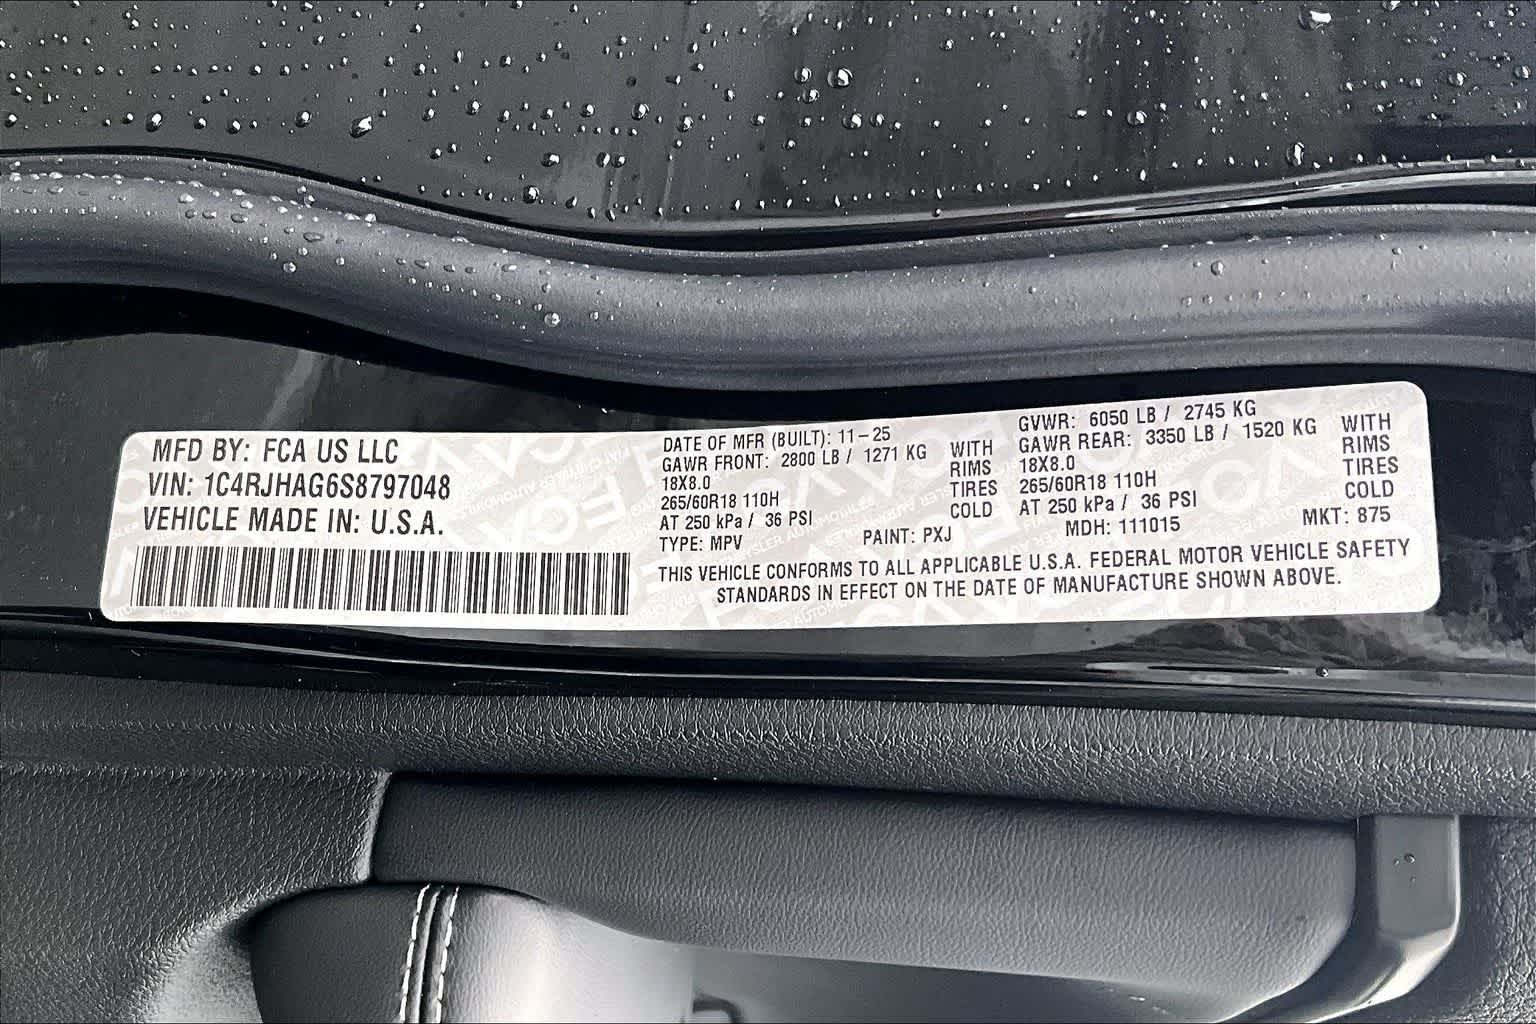 MFD BY: FCA US LLC
VIN: 1C4RJHAG6S8797048
VEHICLE MADE IN: U.S.A.
DATE OF MFR (BUILT): 11-25
GAWR FRONT: 2800 LB / 1271 KG WITH
18X8.0 RIMS
265/60R18 110H TIRES
AT 250 kPa / 36 PSI COLD
TYPE: MPV PAINT: PXJ
GVWR: 6050 LB / 2745 KG
GAWR REAR: 3350 LB / 1520 KG WITH
18X8.0 RIMS
265/60R18 110H TIRES
AT 250 kPa / 36 PSI COLD
MDH: 111015 MKT: 875
THIS VEHICLE CONFORMS TO ALL APPLICABLE U.S.A. FEDERAL MOTOR VEHICLE SAFETY
STANDARDS IN EFFECT ON THE DATE OF MANUFACTURE SHOWN ABOVE.